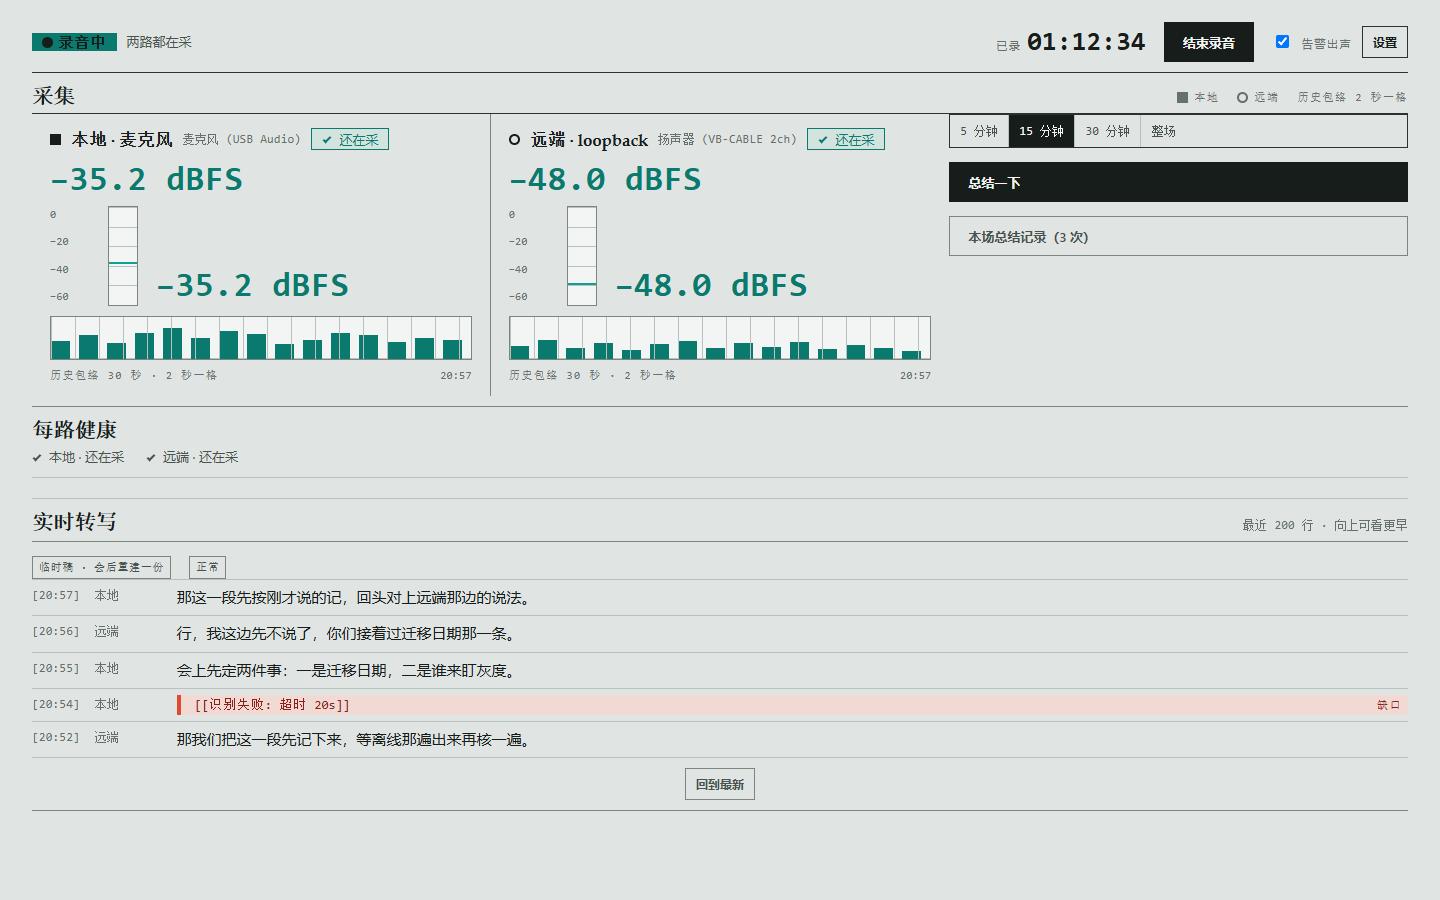 录音中 两路都在采 已录 01:12:34 结束录音 告警出声 设置
采集 本地 远端 历史包络 2 秒一格
本地 · 麦克风 麦克风 (USB Audio) 还在采
−35.2 dBFS
0
−20
−40
−60
−35.2 dBFS
历史包络 30 秒 · 2 秒一格 20:57
远端 · loopback 扬声器 (VB-CABLE 2ch) 还在采
−48.0 dBFS
0
−20
−40
−60
−48.0 dBFS
历史包络 30 秒 · 2 秒一格 20:57
5 分钟 15 分钟 30 分钟 整场
总结一下
本场总结记录（3 次）
每路健康
本地 · 还在采 远端 · 还在采
实时转写 最近 200 行 · 向上可看更早
临时稿 · 会后重建一份 正常
[20:57] 本地 那这一段先按刚才说的记，回头对上远端那边的说法。
[20:56] 远端 行，我这边先不说了，你们接着过迁移日期那一条。
[20:55] 本地 会上先定两件事：一是迁移日期，二是谁来盯灰度。
[20:54] 本地 [[识别失败: 超时 20s]] 缺口
[20:52] 远端 那我们把这一段先记下来，等离线那遍出来再核一遍。
回到最新